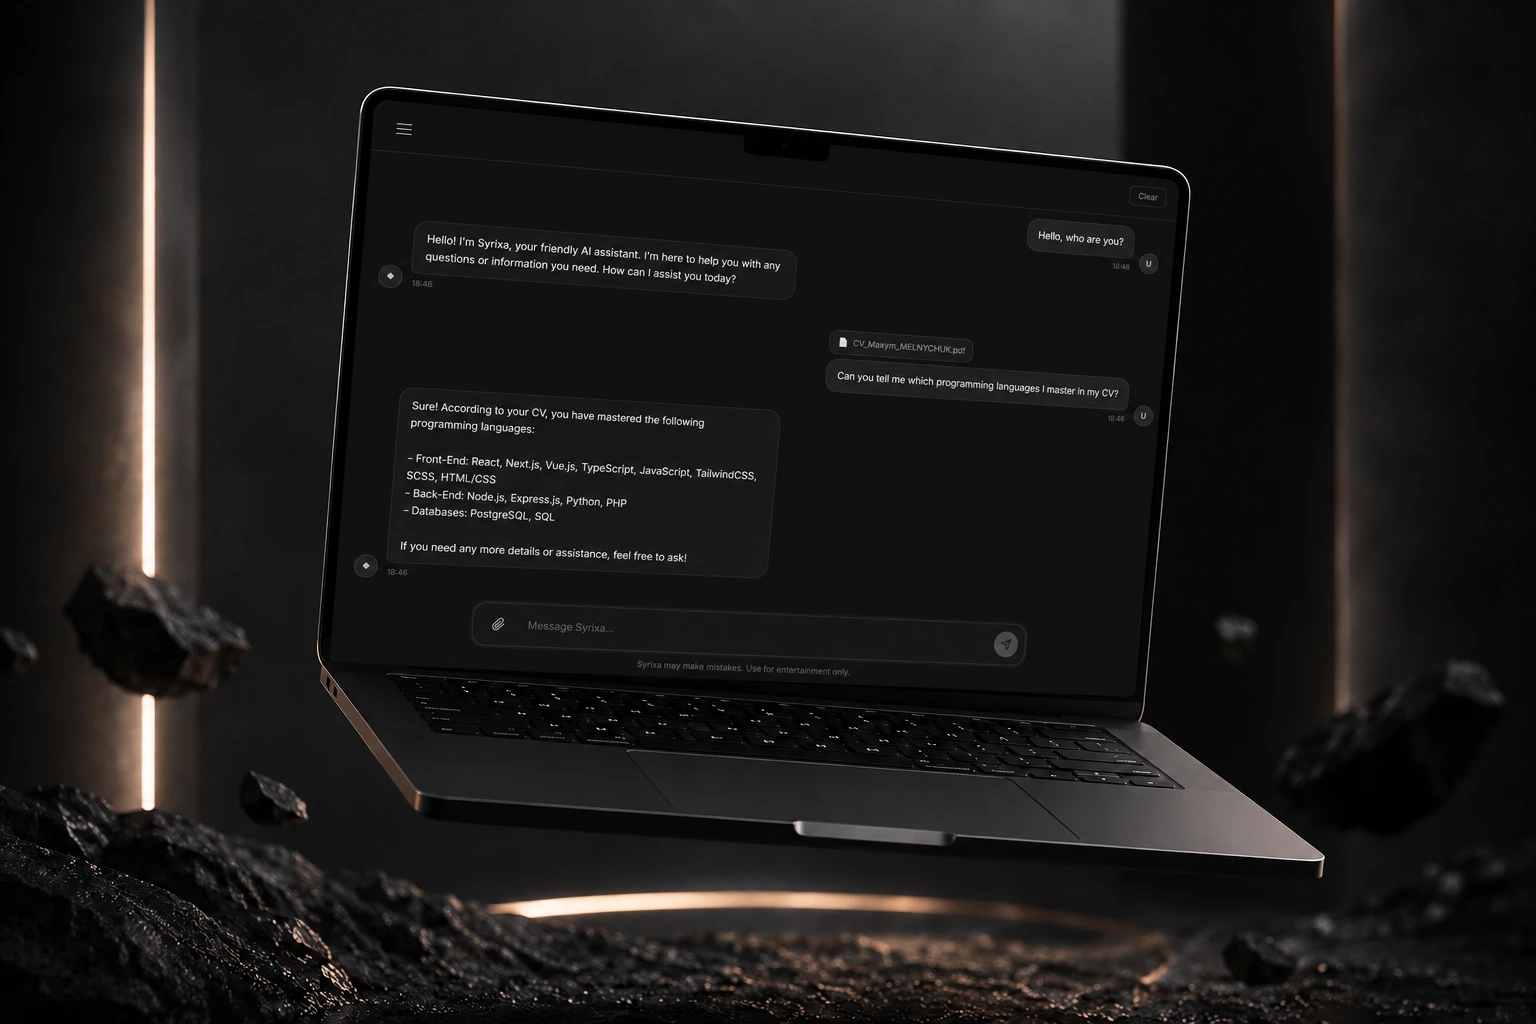 Clear
Hello, who are you?
18:46
U
Hello! I'm Syrixa, your friendly AI assistant. I'm here to help you with any
questions or information you need. How can I assist you today?
18:46
CV_Maxym_MELNYCHUK.pdf
Can you tell me which programming languages I master in my CV?
18:46
U
Sure! According to your CV, you have mastered the following
programming languages:
– Front-End: React, Next.js, Vue.js, TypeScript, JavaScript, TailwindCSS,
SCSS, HTML/CSS
– Back-End: Node.js, Express.js, Python, PHP
– Databases: PostgreSQL, SQL
If you need any more details or assistance, feel free to ask!
18:46
Message Syrixa...
Syrixa may make mistakes. Use for entertainment only.